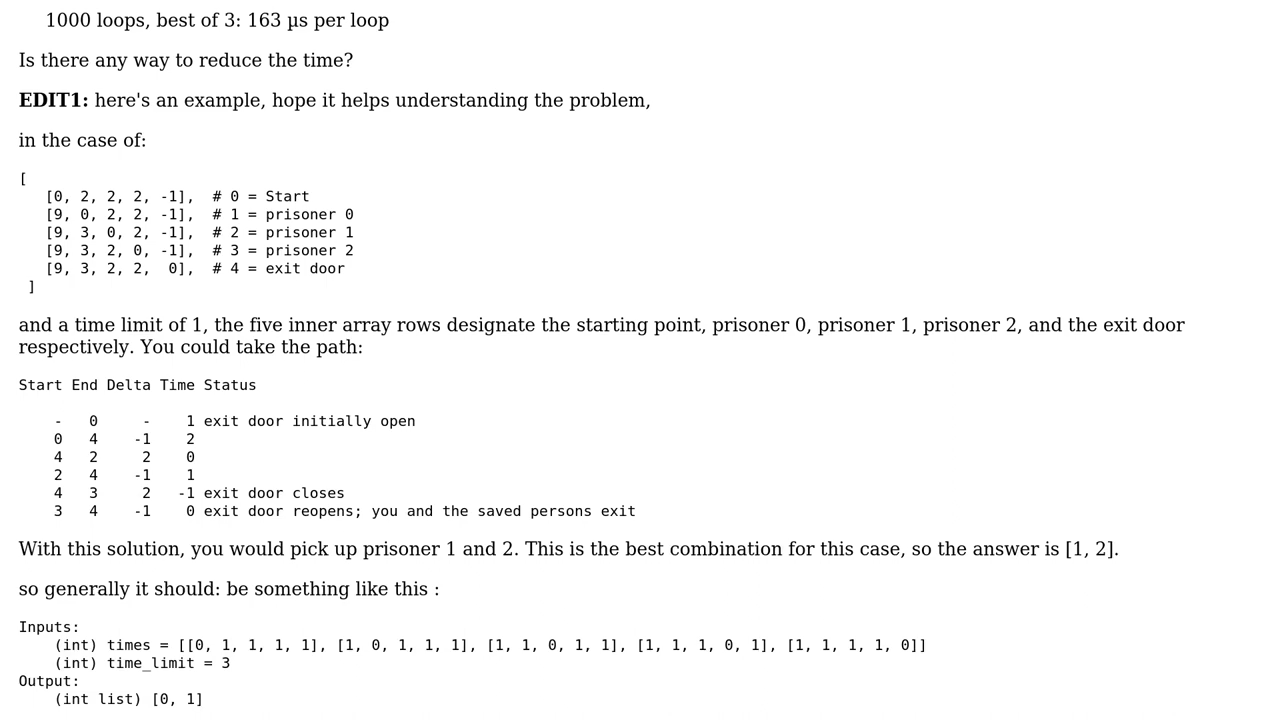 1000 loops, best of 3: 163 µs per loop
Is there any way to reduce the time?
EDIT1: here's an example, hope it helps understanding the problem,
in the case of:
[
   [0, 2, 2, 2, -1],  # 0 = Start
   [9, 0, 2, 2, -1],  # 1 = prisoner 0
   [9, 3, 0, 2, -1],  # 2 = prisoner 1
   [9, 3, 2, 0, -1],  # 3 = prisoner 2
   [9, 3, 2, 2,  0],  # 4 = exit door
 ]
and a time limit of 1, the five inner array rows designate the starting point, prisoner 0, prisoner 1, prisoner 2, and the exit door
respectively. You could take the path:
Start End Delta Time Status
    -   0     -    1 exit door initially open
    0   4    -1    2
    4   2     2    0
    2   4    -1    1
    4   3     2   -1 exit door closes
    3   4    -1    0 exit door reopens; you and the saved persons exit
With this solution, you would pick up prisoner 1 and 2. This is the best combination for this case, so the answer is [1, 2].
so generally it should: be something like this :
Inputs:
    (int) times = [[0, 1, 1, 1, 1], [1, 0, 1, 1, 1], [1, 1, 0, 1, 1], [1, 1, 1, 0, 1], [1, 1, 1, 1, 0]]
    (int) time_limit = 3
Output:
    (int list) [0, 1]